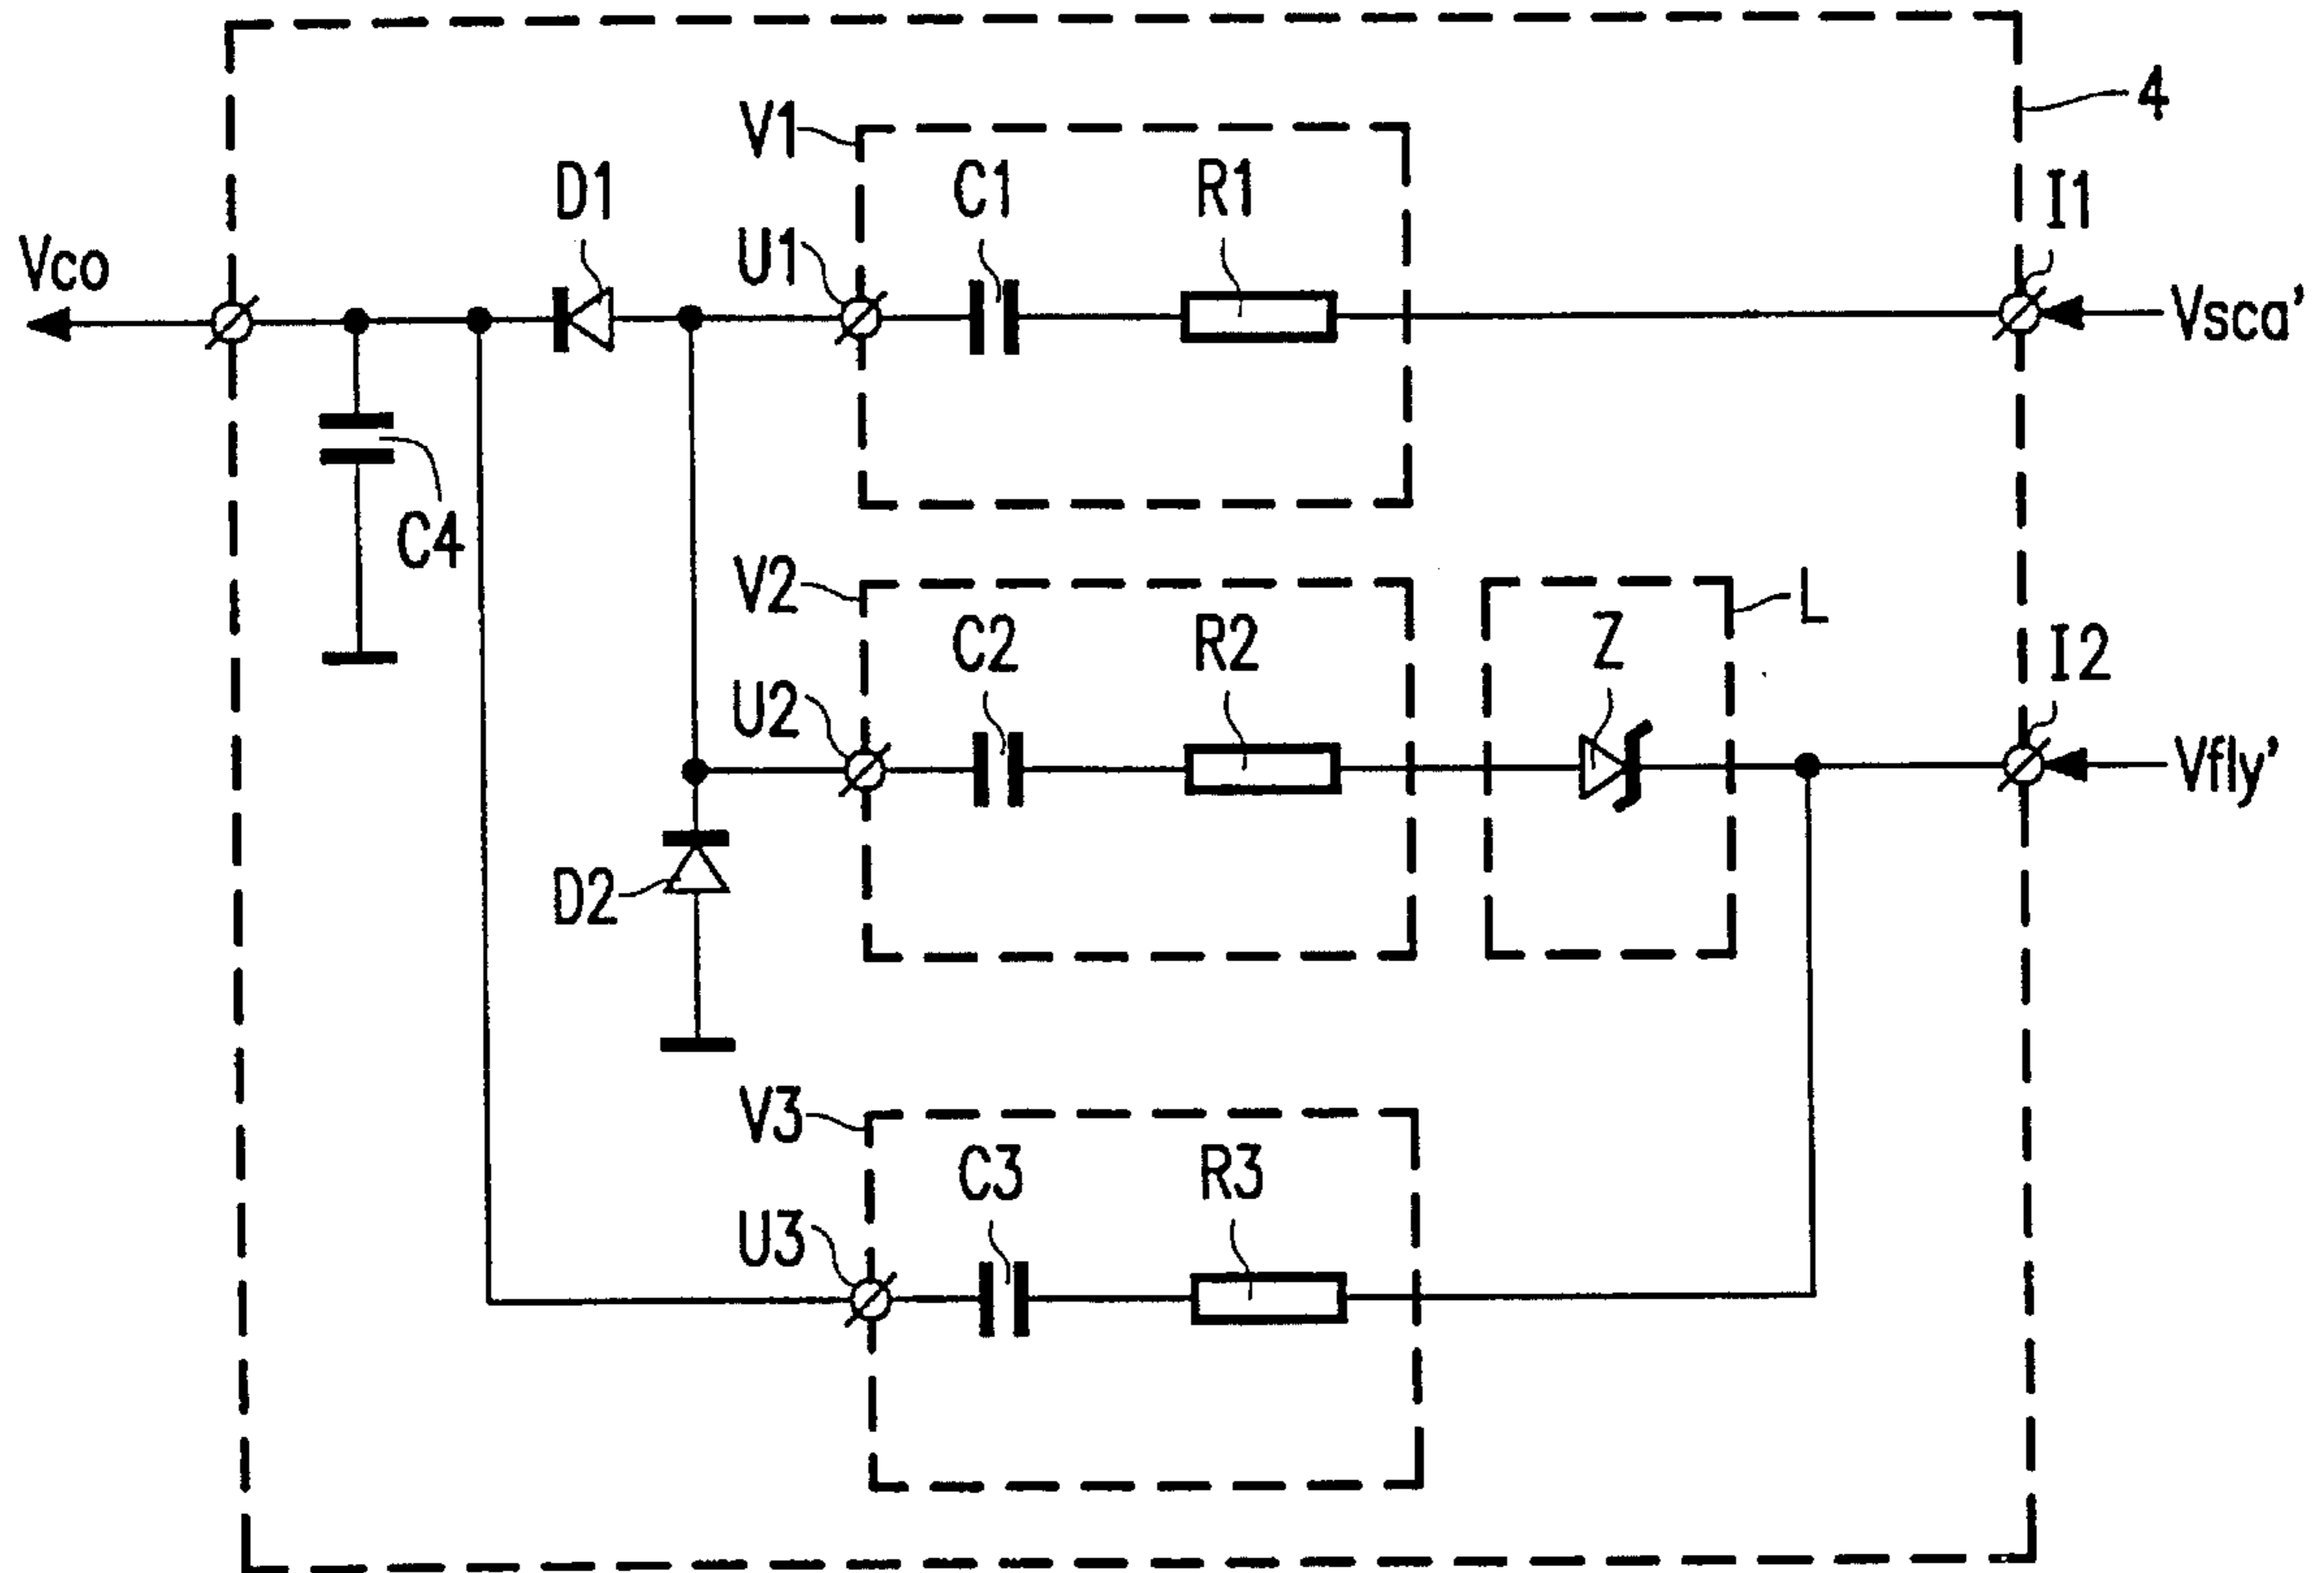 4
V1
D1
C1
R1
I1
U1
Vco
Vsca'
C4
V2
L
C2
R2
Z
I2
U2
Vfly'
D2
V3
C3
R3
U3